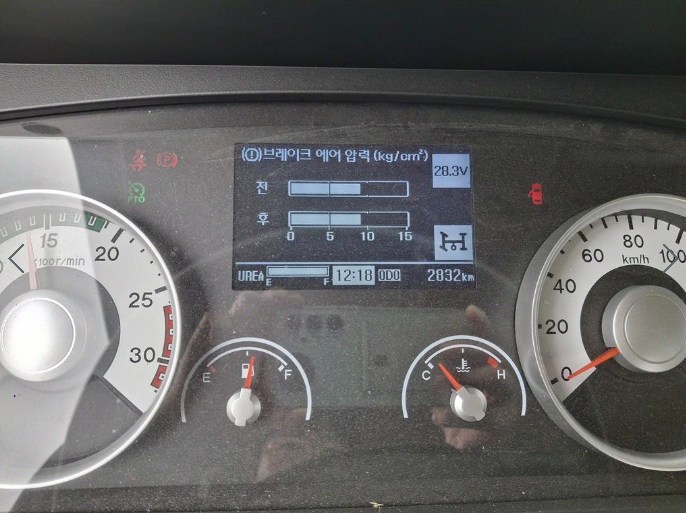 (ⓘ)브레이크 에어 압력 (kg/cm²)
28.3V
전
후
0 5 10 15
UREA E F 12:18 ODO 2832km
P
PTO
15 20 25 30
x100r/min
E F
C H
0 20 40 60 80 100
km/h